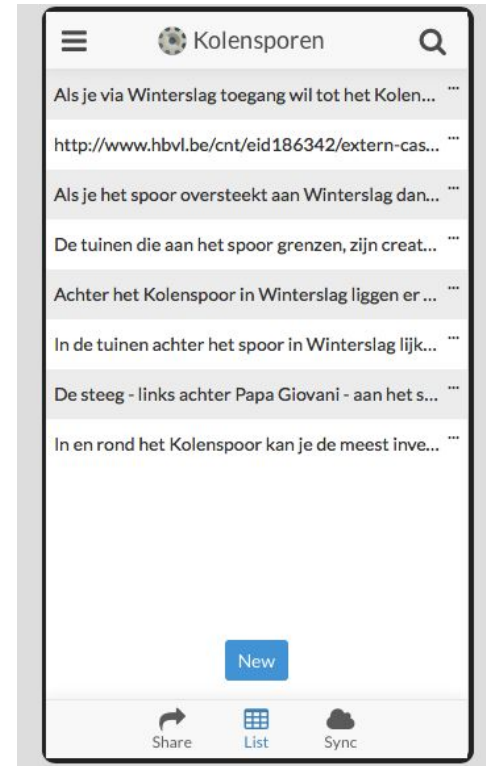 Kolensporen
Als je via Winterslag toegang wil tot het Kolen... ...
http://www.hbvl.be/cnt/eid186342/extern-cas... ...
Als je het spoor oversteekt aan Winterslag dan... ...
De tuinen die aan het spoor grenzen, zijn creat... ...
Achter het Kolenspoor in Winterslag liggen er ... ...
In de tuinen achter het spoor in Winterslag lijk... ...
De steeg - links achter Papa Giovani - aan het s... ...
In en rond het Kolenspoor kan je de meest inve... ...
New
Share List Sync